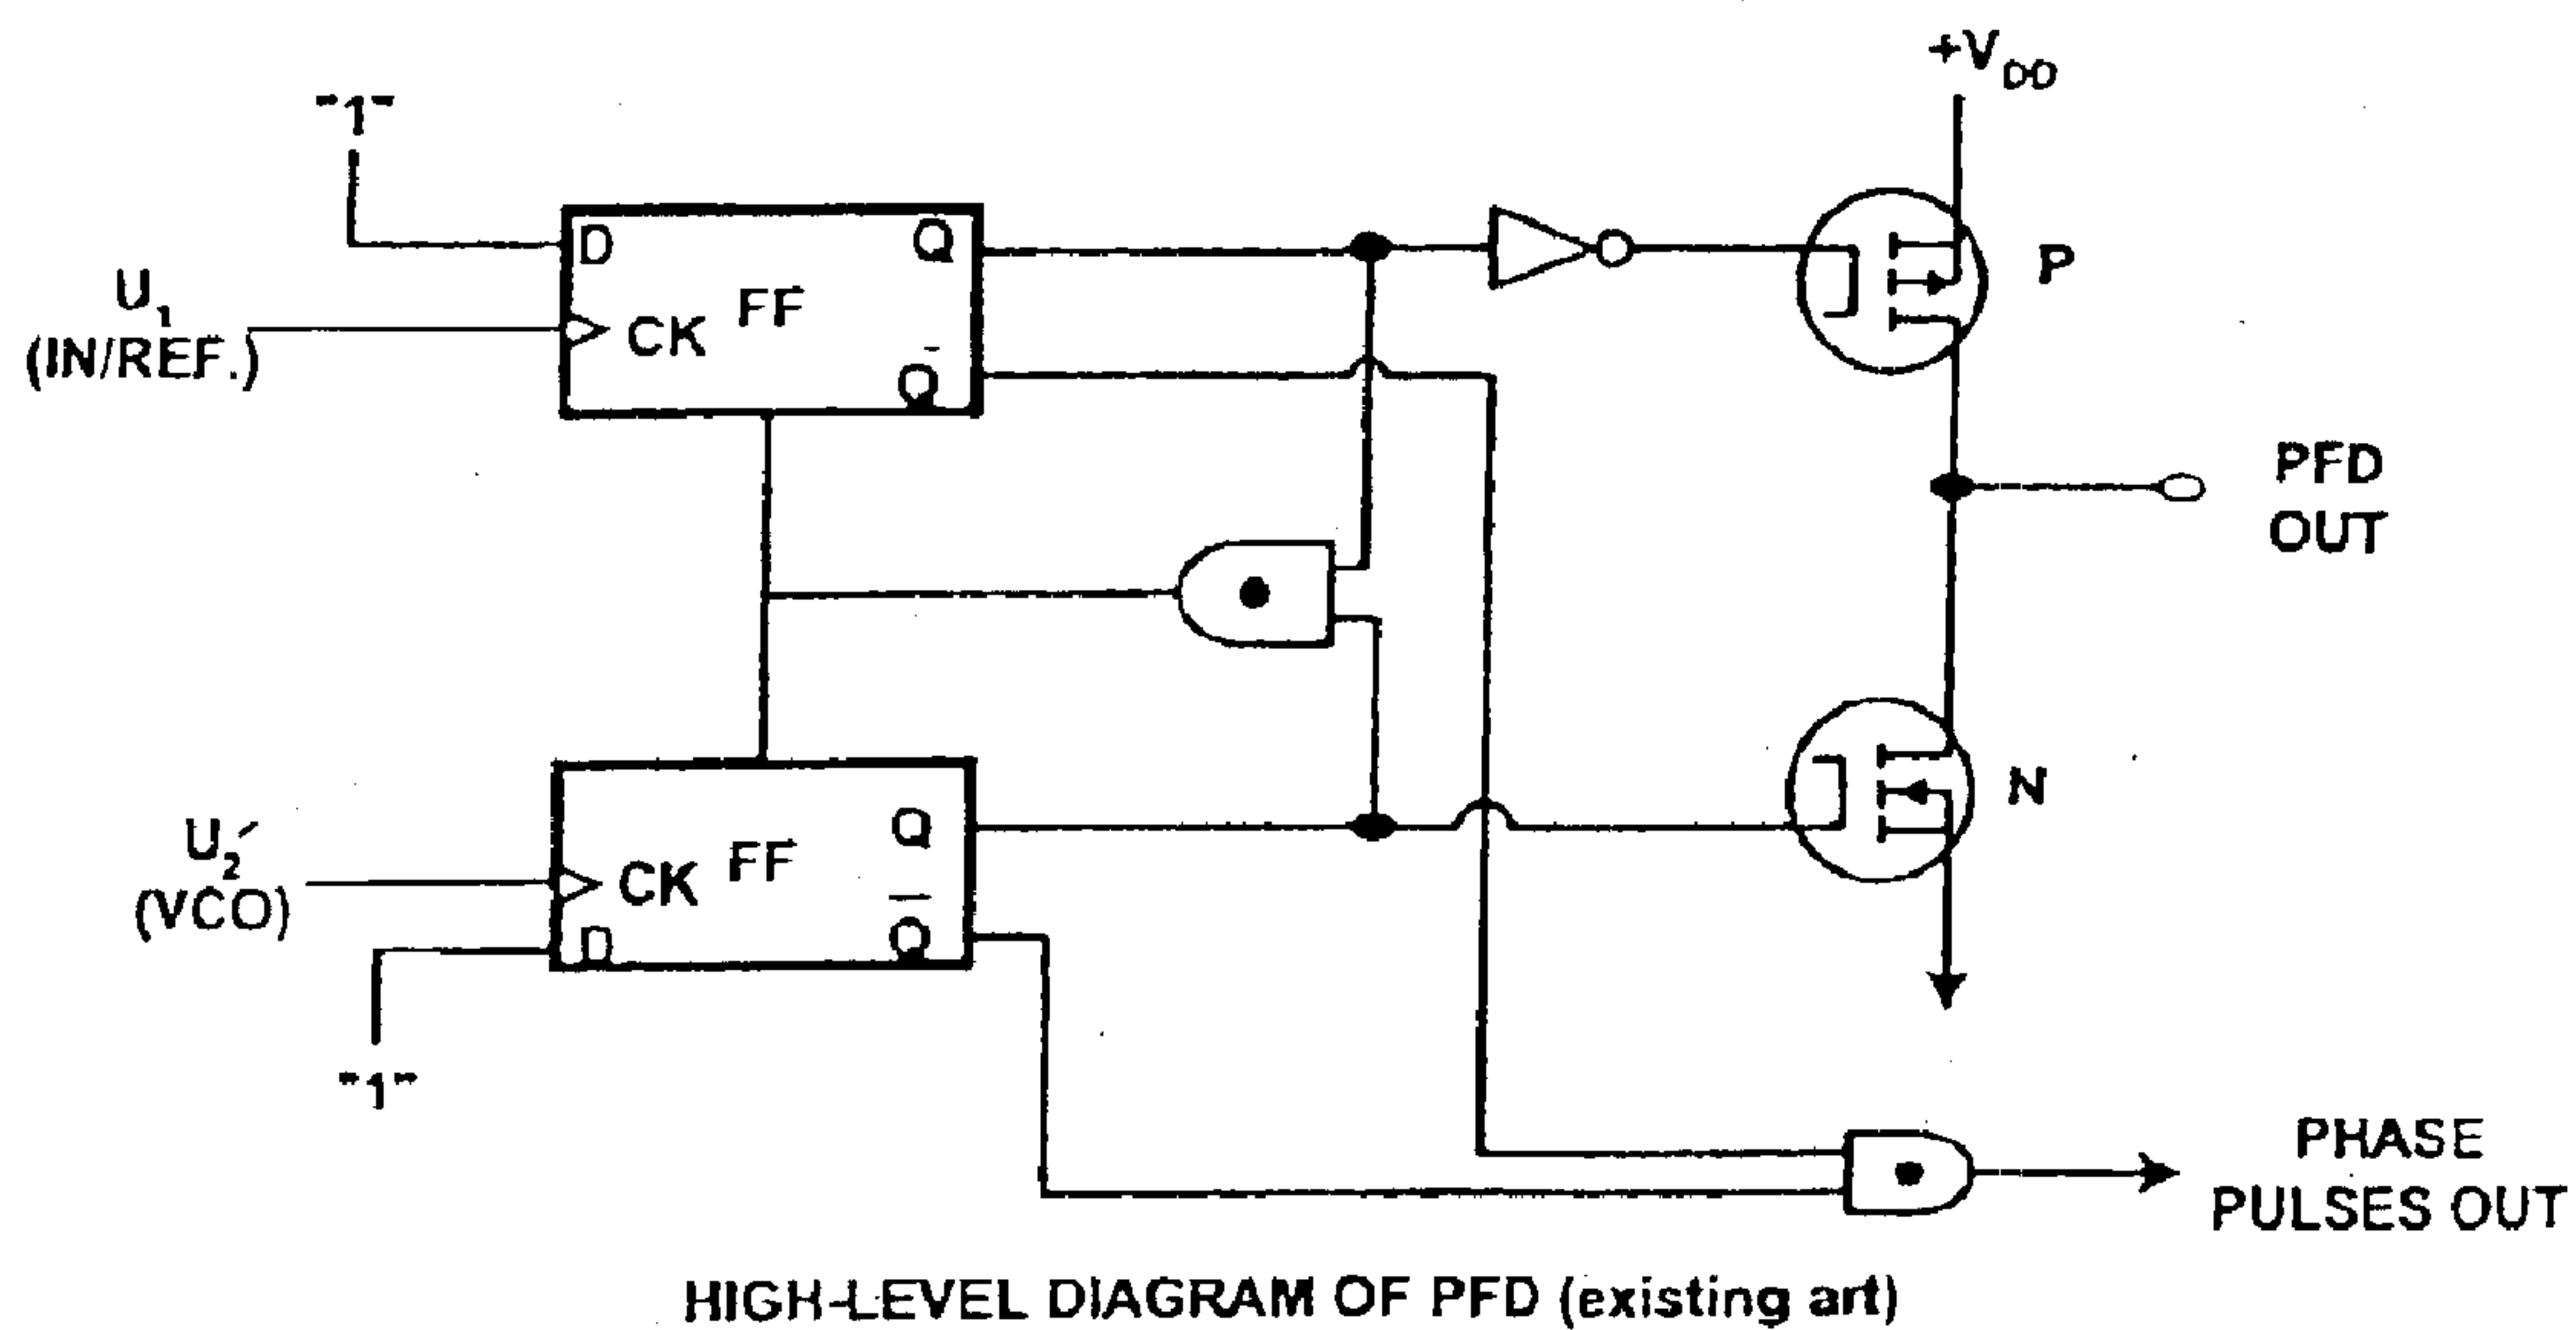 +V_DD
"1"
D
Q
P
U₁
(IN/REF.)
CK
FF
Q̄
PFD
OUT
N
U₂′
(VCO)
CK
FF
Q
Q̄
D
"1"
PHASE
PULSES OUT
HIGH-LEVEL DIAGRAM OF PFD (existing art)